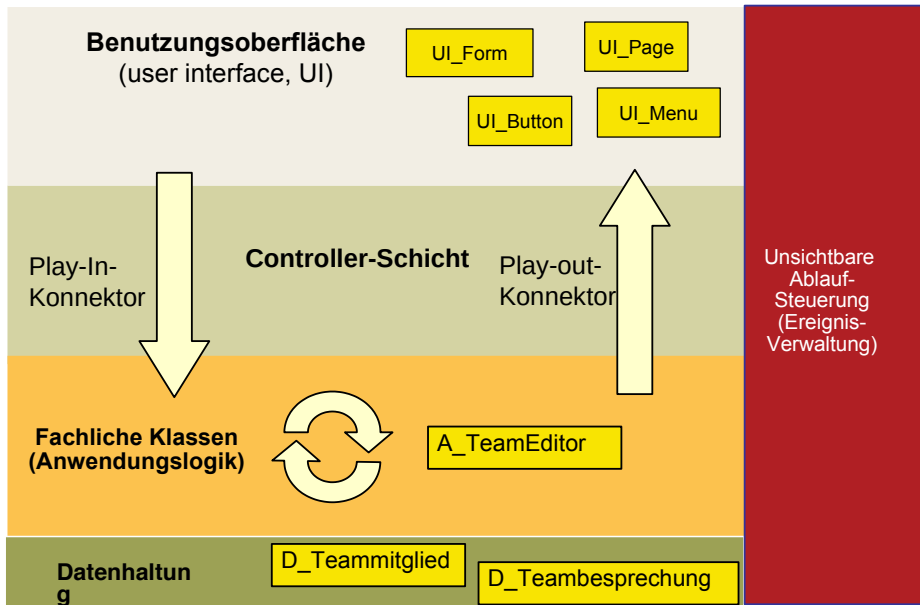 Benutzungsoberfläche
(user interface, UI)
UI_Form
UI_Page
UI_Button
UI_Menu
Play-In-
Konnektor
Controller-Schicht
Play-out-
Konnektor
Unsichtbare
Ablauf-
Steuerung
(Ereignis-
Verwaltung)
Fachliche Klassen
(Anwendungslogik)
A_TeamEditor
Datenhaltun
g
D_Teammitglied
D_Teambesprechung